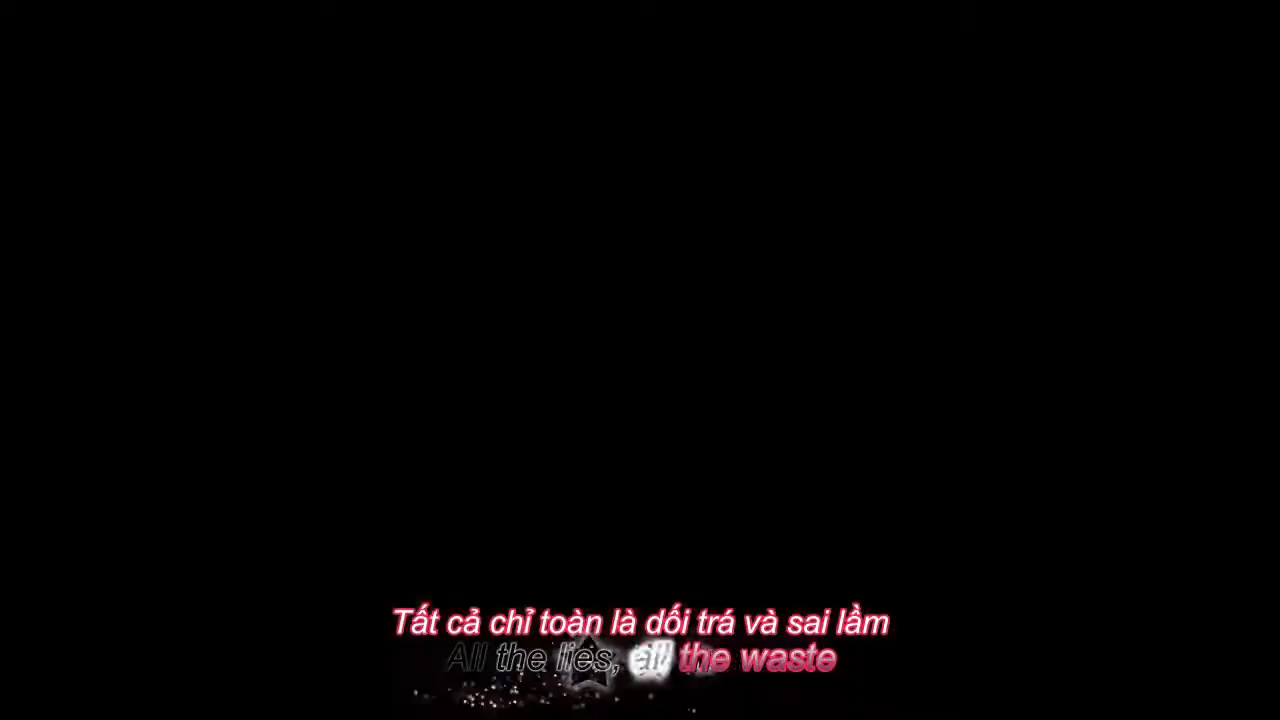 Tất cả chỉ toàn là dối trá và sai lầm
All the lies, all the waste